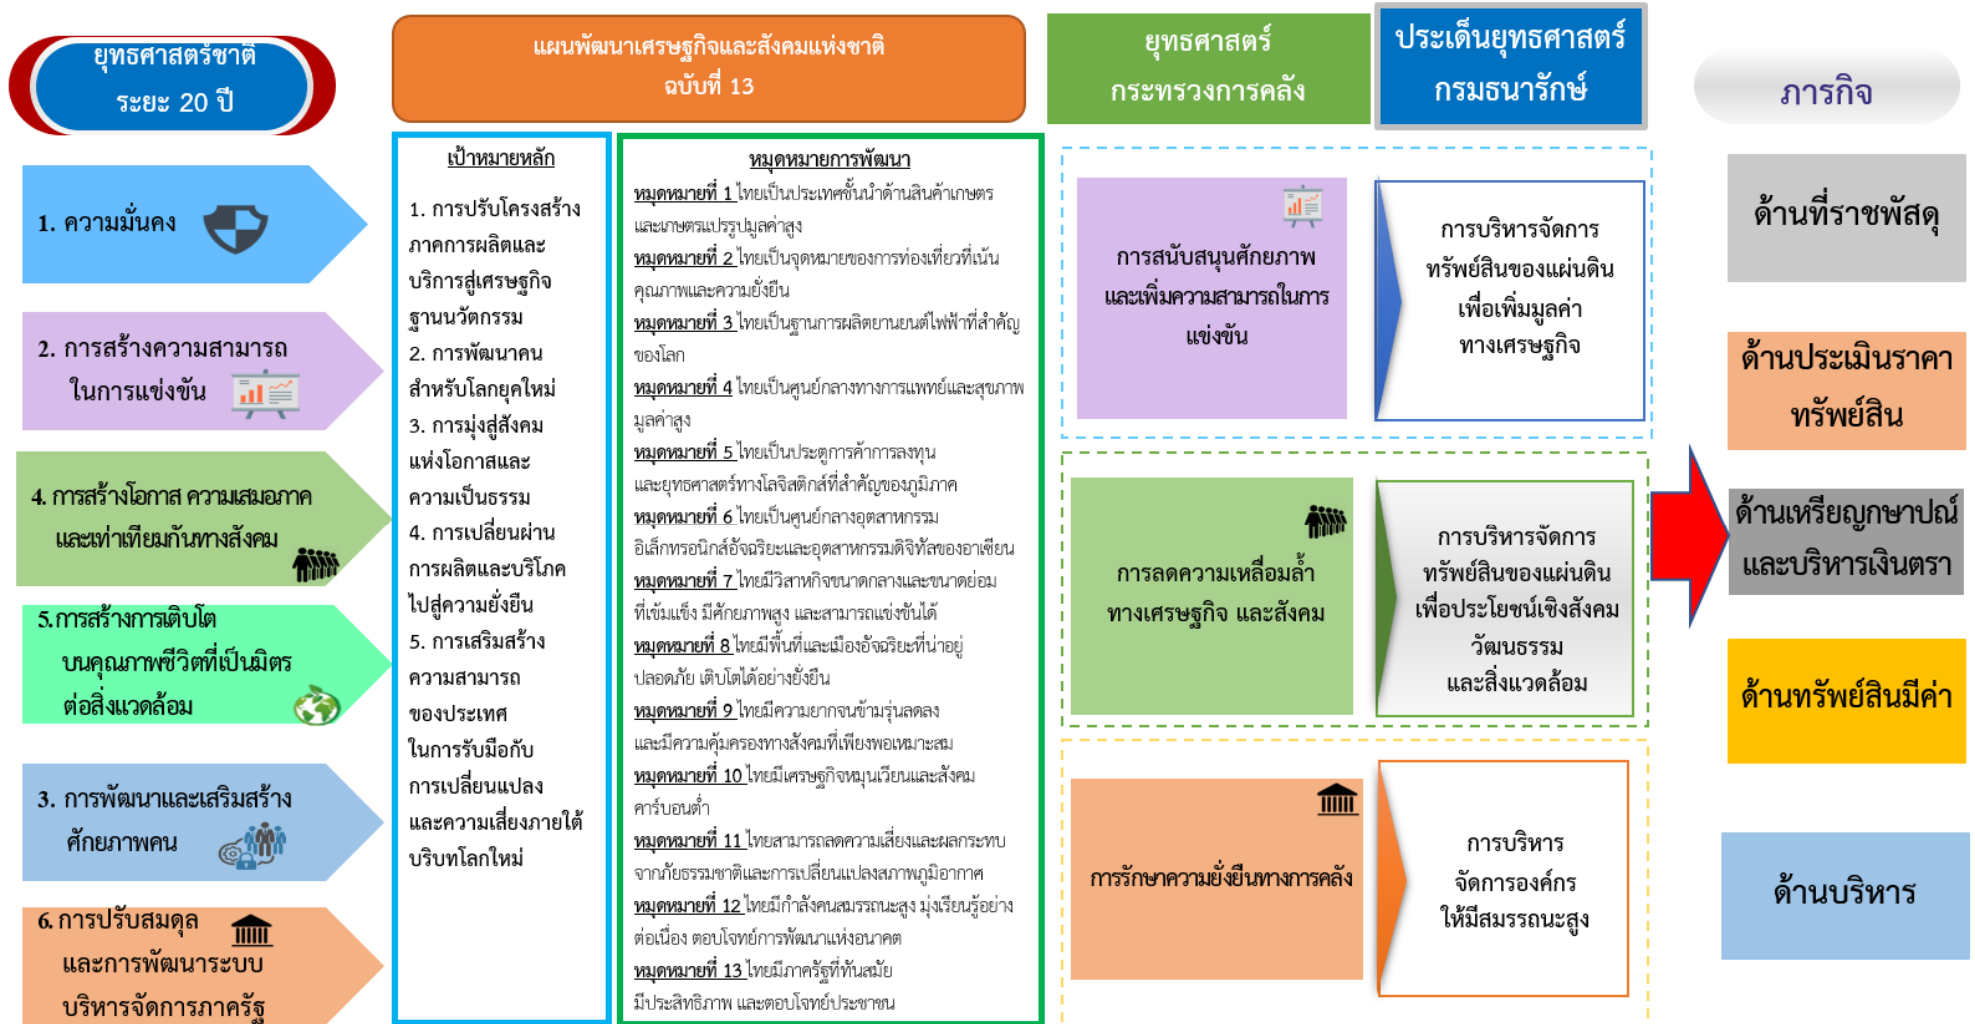 ยุทธศาสตร์ชาติ
ระยะ 20 ปี
1. ความมั่นคง
2. การสร้างความสามารถ
ในการแข่งขัน
4. การสร้างโอกาส ความเสมอภาค
และเท่าเทียมกันทางสังคม
5. การสร้างการเติบโต
บนคุณภาพชีวิตที่เป็นมิตร
ต่อสิ่งแวดล้อม
3. การพัฒนาและเสริมสร้าง
ศักยภาพคน
6. การปรับสมดุล
และการพัฒนาระบบ
บริหารจัดการภาครัฐ
แผนพัฒนาเศรษฐกิจและสังคมแห่งชาติ
ฉบับที่ 13
เป้าหมายหลัก
1. การปรับโครงสร้าง
ภาคการผลิตและ
บริการสู่เศรษฐกิจ
ฐานนวัตกรรม
2. การพัฒนาคน
สำหรับโลกยุคใหม่
3. การมุ่งสู่สังคม
แห่งโอกาสและ
ความเป็นธรรม
4. การเปลี่ยนผ่าน
การผลิตและบริโภค
ไปสู่ความยั่งยืน
5. การเสริมสร้าง
ความสามารถ
ของประเทศ
ในการรับมือกับ
การเปลี่ยนแปลง
และความเสี่ยงภายใต้
บริบทโลกใหม่
หมุดหมายการพัฒนา
หมุดหมายที่ 1 ไทยเป็นประเทศชั้นนำด้านสินค้าเกษตร
และเกษตรแปรรูปมูลค่าสูง
หมุดหมายที่ 2 ไทยเป็นจุดหมายของการท่องเที่ยวที่เน้น
คุณภาพและความยั่งยืน
หมุดหมายที่ 3 ไทยเป็นฐานการผลิตยานยนต์ไฟฟ้าที่สำคัญ
ของโลก
หมุดหมายที่ 4 ไทยเป็นศูนย์กลางทางการแพทย์และสุขภาพ
มูลค่าสูง
หมุดหมายที่ 5 ไทยเป็นประตูการค้าการลงทุน
และยุทธศาสตร์ทางโลจิสติกส์ที่สำคัญของภูมิภาค
หมุดหมายที่ 6 ไทยเป็นศูนย์กลางอุตสาหกรรม
อิเล็กทรอนิกส์อัจฉริยะและอุตสาหกรรมดิจิทัลของอาเซียน
หมุดหมายที่ 7 ไทยมีวิสาหกิจขนาดกลางและขนาดย่อม
ที่เข้มแข็ง มีศักยภาพสูง และสามารถแข่งขันได้
หมุดหมายที่ 8 ไทยมีพื้นที่และเมืองอัจฉริยะที่น่าอยู่
ปลอดภัย เติบโตได้อย่างยั่งยืน
หมุดหมายที่ 9 ไทยมีความยากจนข้ามรุ่นลดลง
และมีความคุ้มครองทางสังคมที่เพียงพอเหมาะสม
หมุดหมายที่ 10 ไทยมีเศรษฐกิจหมุนเวียนและสังคม
คาร์บอนต่ำ
หมุดหมายที่ 11 ไทยสามารถลดความเสี่ยงและผลกระทบ
จากภัยธรรมชาติและการเปลี่ยนแปลงสภาพภูมิอากาศ
หมุดหมายที่ 12 ไทยมีกำลังคนสมรรถนะสูง มุ่งเรียนรู้อย่าง
ต่อเนื่อง ตอบโจทย์การพัฒนาแห่งอนาคต
หมุดหมายที่ 13 ไทยมีภาครัฐที่ทันสมัย
มีประสิทธิภาพ และตอบโจทย์ประชาชน
ยุทธศาสตร์
กระทรวงการคลัง
การสนับสนุนศักยภาพ
และเพิ่มความสามารถในการ
แข่งขัน
การลดความเหลื่อมล้ำ
ทางเศรษฐกิจ และสังคม
การรักษาความยั่งยืนทางการคลัง
ประเด็นยุทธศาสตร์
กรมธนารักษ์
การบริหารจัดการ
ทรัพย์สินของแผ่นดิน
เพื่อเพิ่มมูลค่า
ทางเศรษฐกิจ
การบริหารจัดการ
ทรัพย์สินของแผ่นดิน
เพื่อประโยชน์เชิงสังคม
วัฒนธรรม
และสิ่งแวดล้อม
การบริหาร
จัดการองค์กร
ให้มีสมรรถนะสูง
ภารกิจ
ด้านที่ราชพัสดุ
ด้านประเมินราคา
ทรัพย์สิน
ด้านเหรียญกษาปณ์
และบริหารเงินตรา
ด้านทรัพย์สินมีค่า
ด้านบริหาร